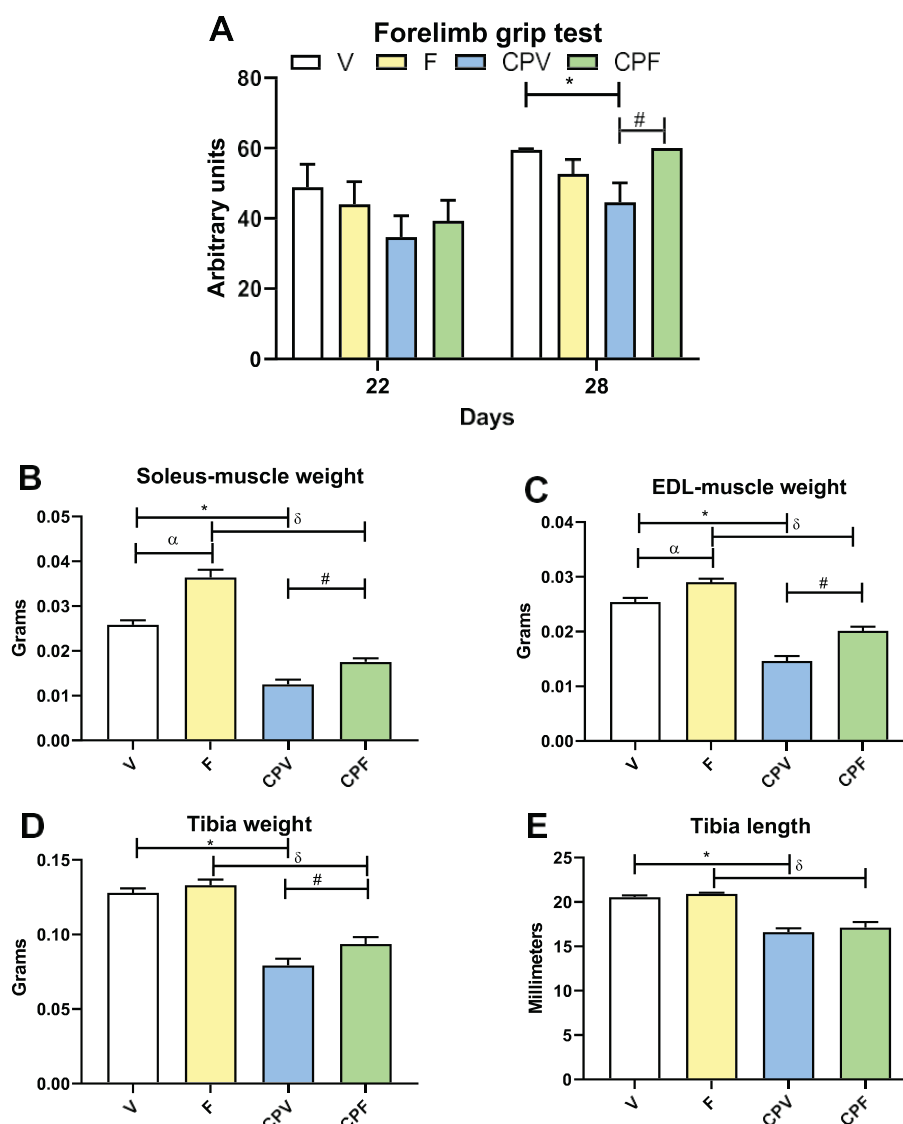 A Forelimb grip test
V F CPV CPF
80
60
40
20
0
Arbitrary units
* #
22 28
Days
B Soleus-muscle weight
0.05
0.04
0.03
0.02
0.01
0.00
Grams
* δ
α #
V F CPV CPF
C EDL-muscle weight
0.04
0.03
0.02
0.01
0.00
Grams
* δ
α #
V F CPV CPF
D Tibia weight
0.15
0.10
0.05
0.00
Grams
* δ
#
V F CPV CPF
E Tibia length
25
20
15
10
5
0
Millimeters
* δ
V F CPV CPF